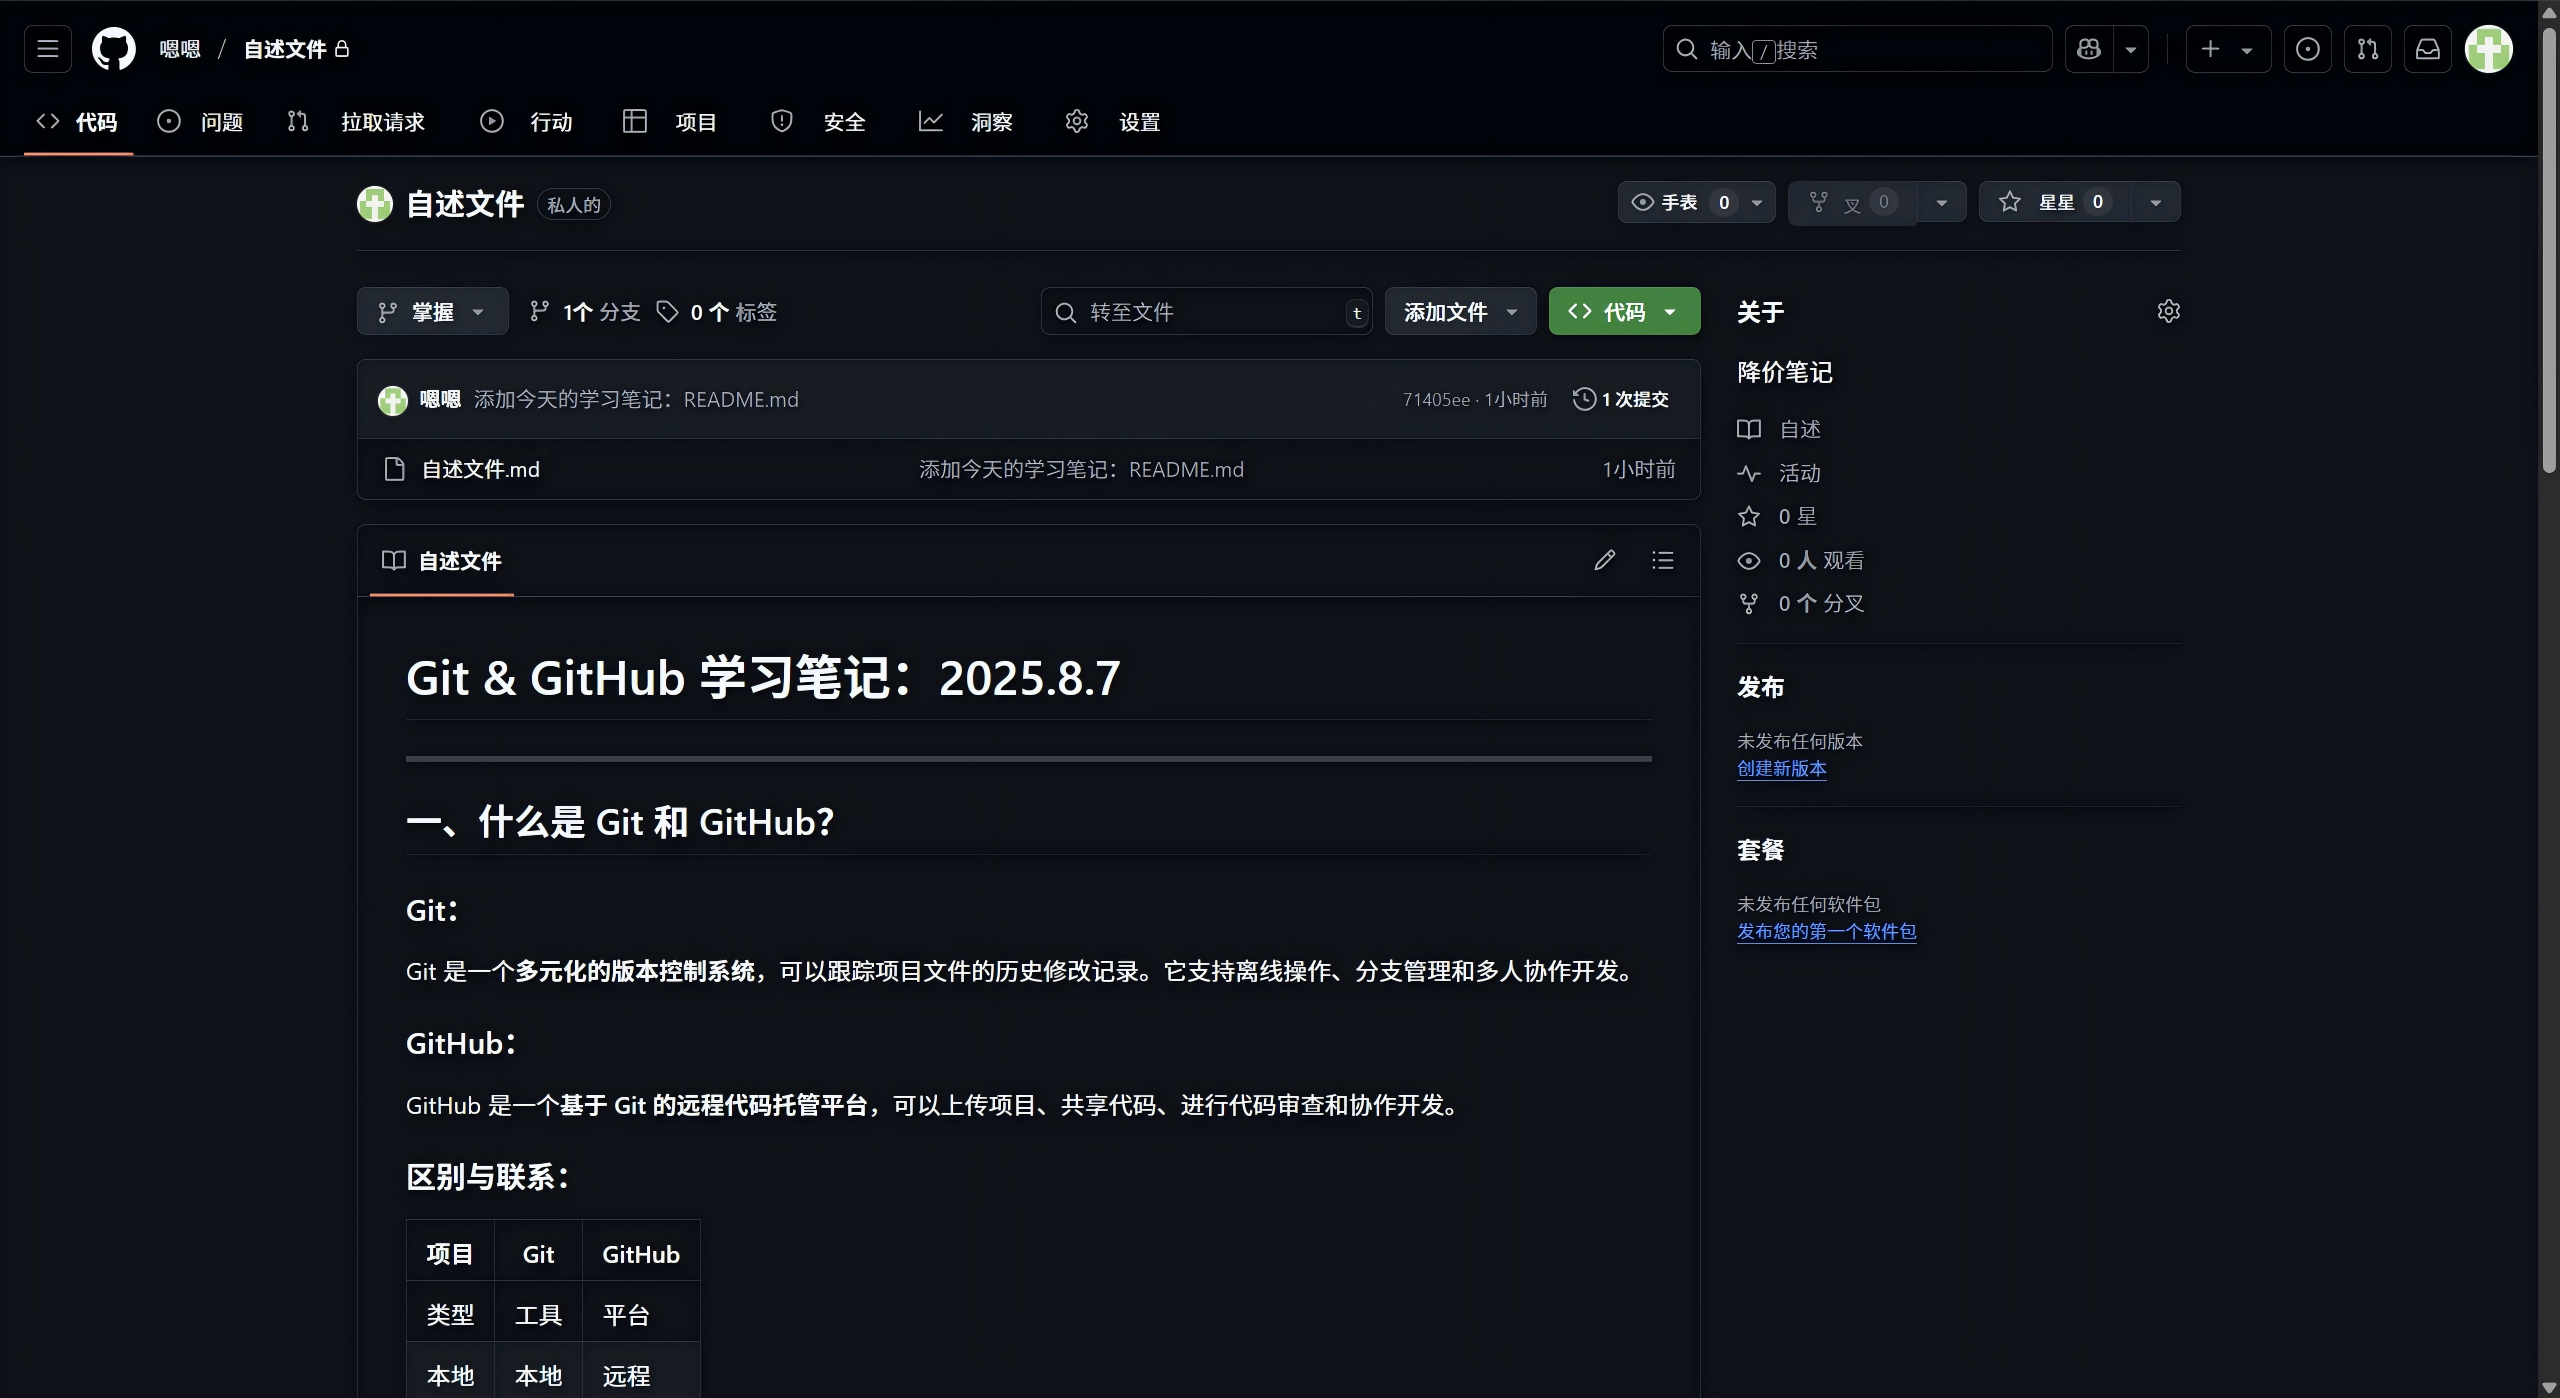 嗯嗯 / 自述文件
输入/搜索
代码 问题 拉取请求 行动 项目 安全 洞察 设置
自述文件 私人的
手表 0 叉 0 星星 0
掌握 1个 分支 0 个 标签
转至文件 t 添加文件 代码
嗯嗯 添加今天的学习笔记：README.md 71405ee · 1小时前 1 次提交
自述文件.md 添加今天的学习笔记：README.md 1小时前
自述文件
Git & GitHub 学习笔记：2025.8.7
一、什么是 Git 和 GitHub？
Git：
Git 是一个多元化的版本控制系统，可以跟踪项目文件的历史修改记录。它支持离线操作、分支管理和多人协作开发。
GitHub：
GitHub 是一个基于 Git 的远程代码托管平台，可以上传项目、共享代码、进行代码审查和协作开发。
区别与联系：
项目 Git GitHub
类型 工具 平台
本地 本地 远程
关于
降价笔记
自述
活动
0 星
0 人 观看
0 个 分叉
发布
未发布任何版本
创建新版本
套餐
未发布任何软件包
发布您的第一个软件包